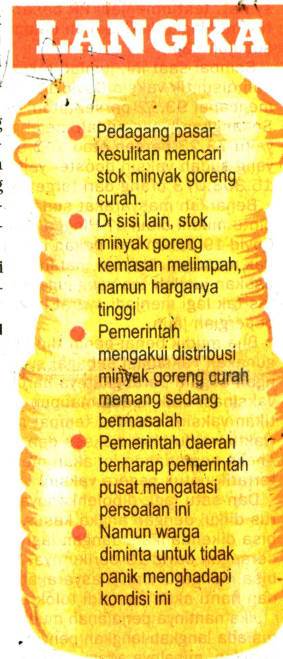 LANGKA
Pedagang pasar
kesulitan mencari
stok minyak goreng
curah.
Di sisi lain, stok
minyak goreng
kemasan melimpah,
namun harganya
tinggi
Pemerintah
mengakui distribusi
minyak goreng curah
memang sedang
bermasalah
Pemerintah daerah
berharap pemerintah
pusat mengatasi
persoalan ini
Namun warga
diminta untuk tidak
panik menghadapi
kondisi ini